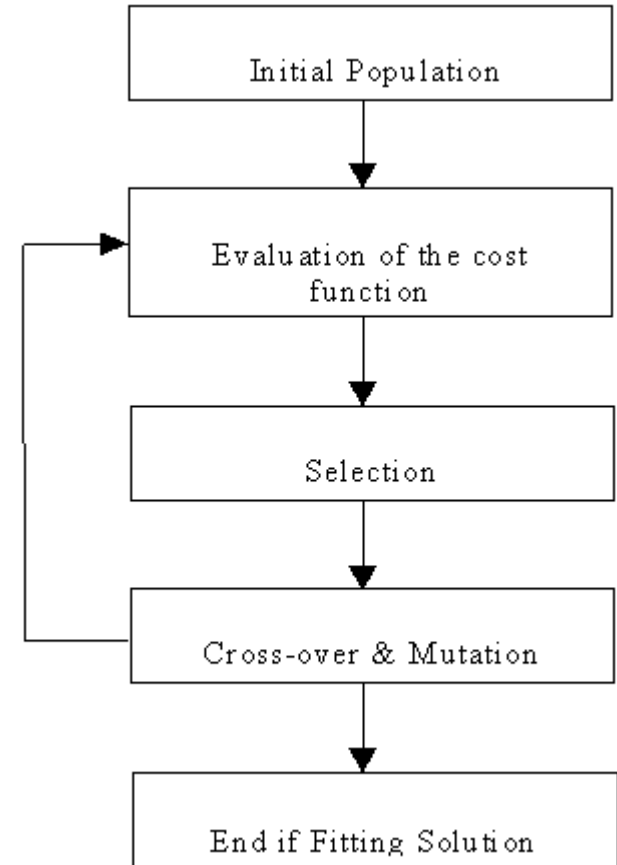 Initial Population
Evaluation of the cost
function
Selection
Cross-over & Mutation
End if Fitting Solution